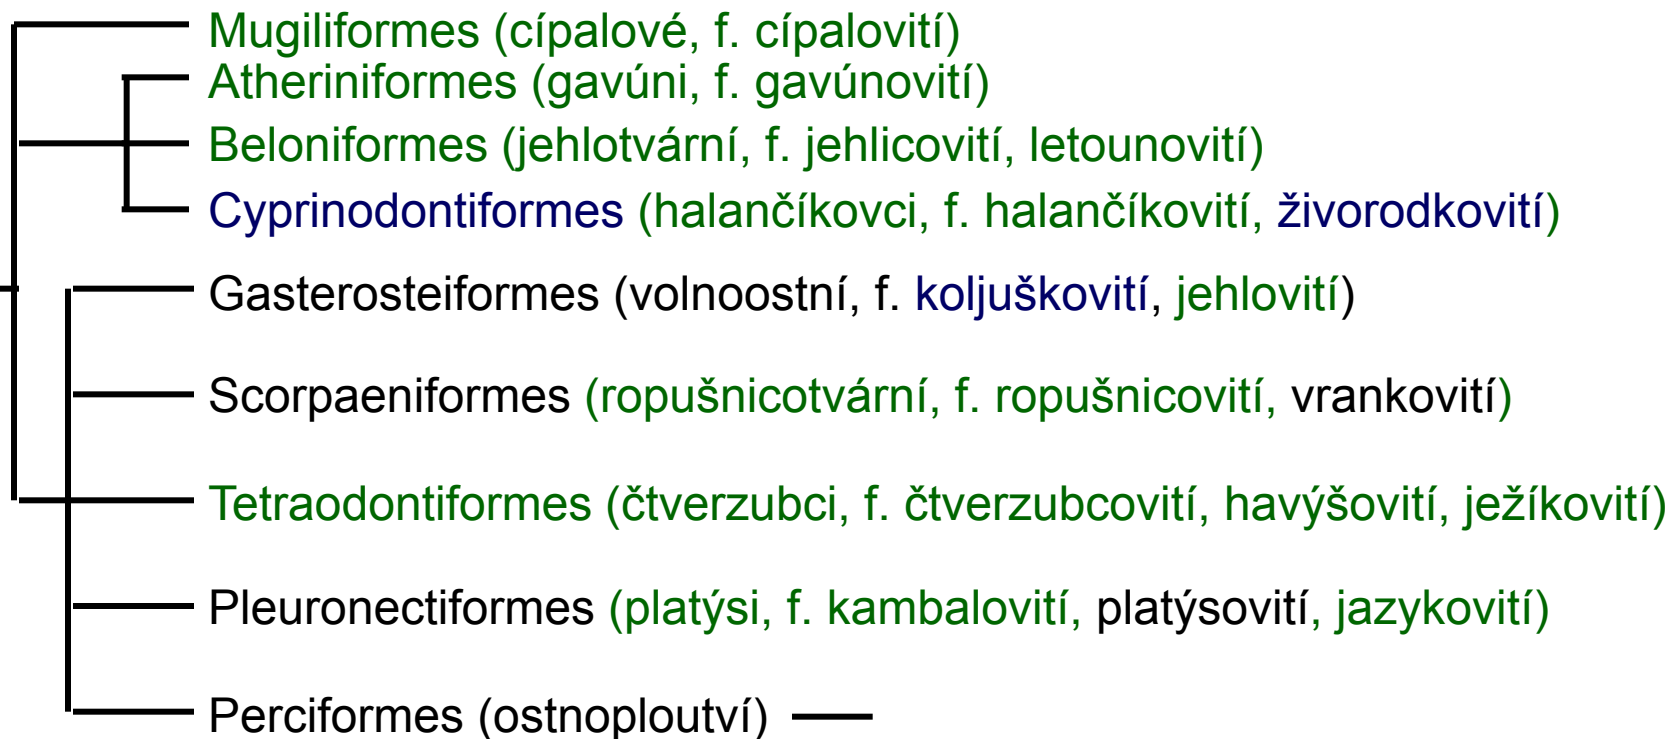 Mugiliformes (cípalové, f. cípalovití)
Atheriniformes (gavúni, f. gavúnovití)
Beloniformes (jehlotvární, f. jehlicovití, letounovití)
Cyprinodontiformes (halančíkovci, f. halančíkovití, živorodkovití)
Gasterosteiformes (volnoostní, f. koljuškovití, jehlovití)
Scorpaeniformes (ropušnicotvární, f. ropušnicovití, vrankovití)
Tetraodontiformes (čtverzubci, f. čtverzubcovití, havýšovití, ježíkovití)
Pleuronectiformes (platýsi, f. kambalovití, platýsovití, jazykovití)
Perciformes (ostnoploutví)